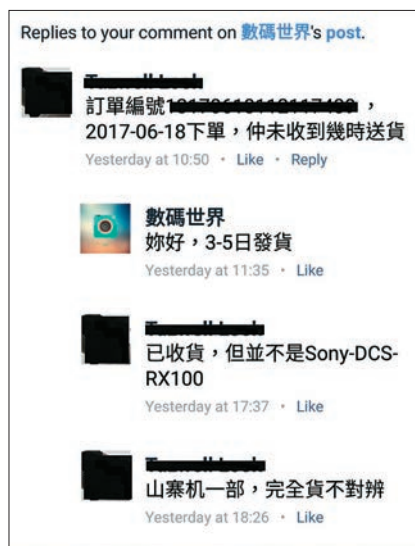 Replies to your comment on 數碼世界's post.
訂單編號 ，
2017-06-18下單，仲未收到幾時送貨
Yesterday at 10:50 · Like · Reply
數碼世界
妳好，3-5日發貨
Yesterday at 11:35 · Like
已收貨，但並不是Sony-DCS-
RX100
Yesterday at 17:37 · Like
山寨机一部，完全貨不對辨
Yesterday at 18:26 · Like